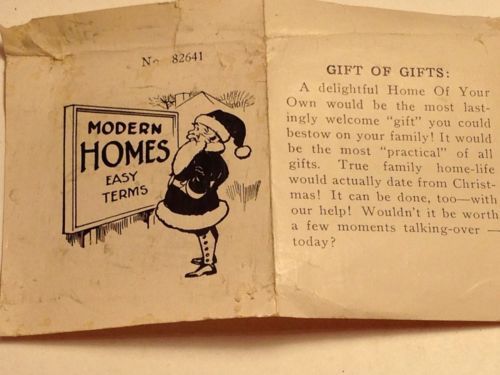 No 82641
MODERN
HOMES
EASY
TERMS
GIFT OF GIFTS:
A delightful Home Of Your
Own would be the most last-
ingly welcome "gift" you could
bestow on your family! It would
be the most "practical" of all
gifts. True family home-life
would actually date from Christ-
mas! It can be done, too—with
our help! Wouldn't it be worth
a few moments talking-over —
today?